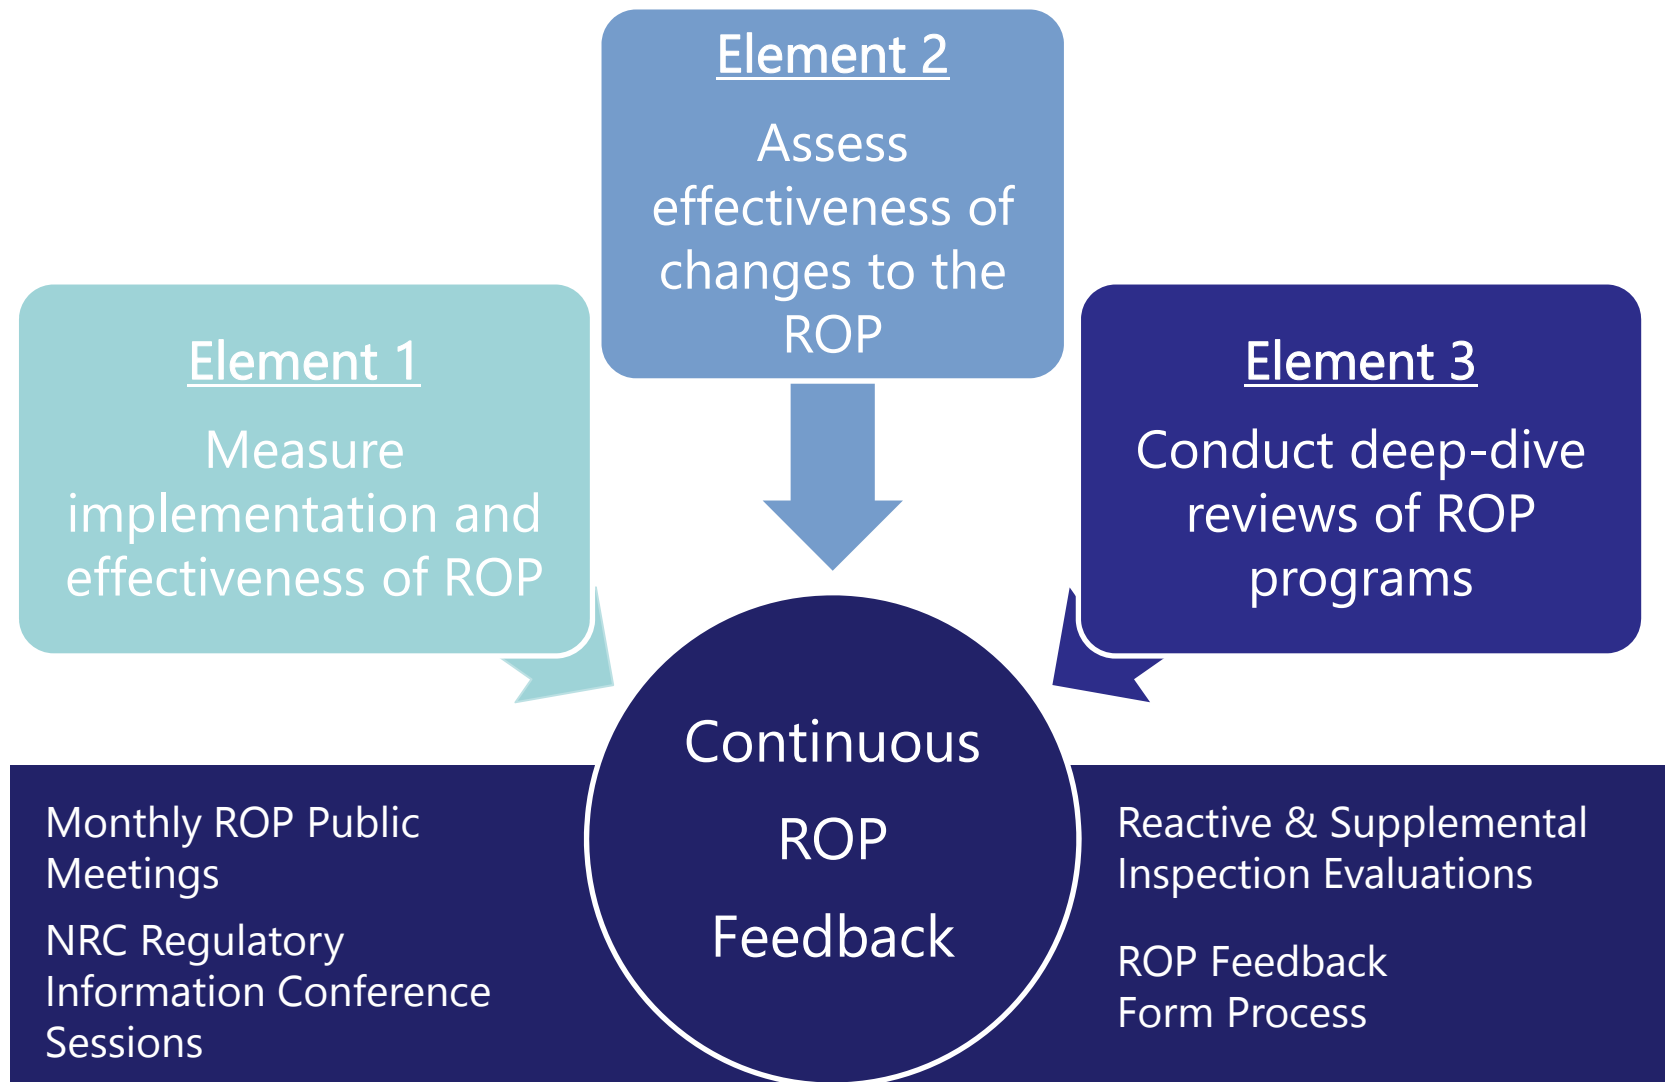 Element 2
Assess
effectiveness of
changes to the
ROP
Element 1
Measure
implementation and
effectiveness of ROP
Element 3
Conduct deep-dive
reviews of ROP
programs
Continuous
ROP
Feedback
Monthly ROP Public
Meetings
NRC Regulatory
Information Conference
Sessions
Reactive & Supplemental
Inspection Evaluations
ROP Feedback
Form Process